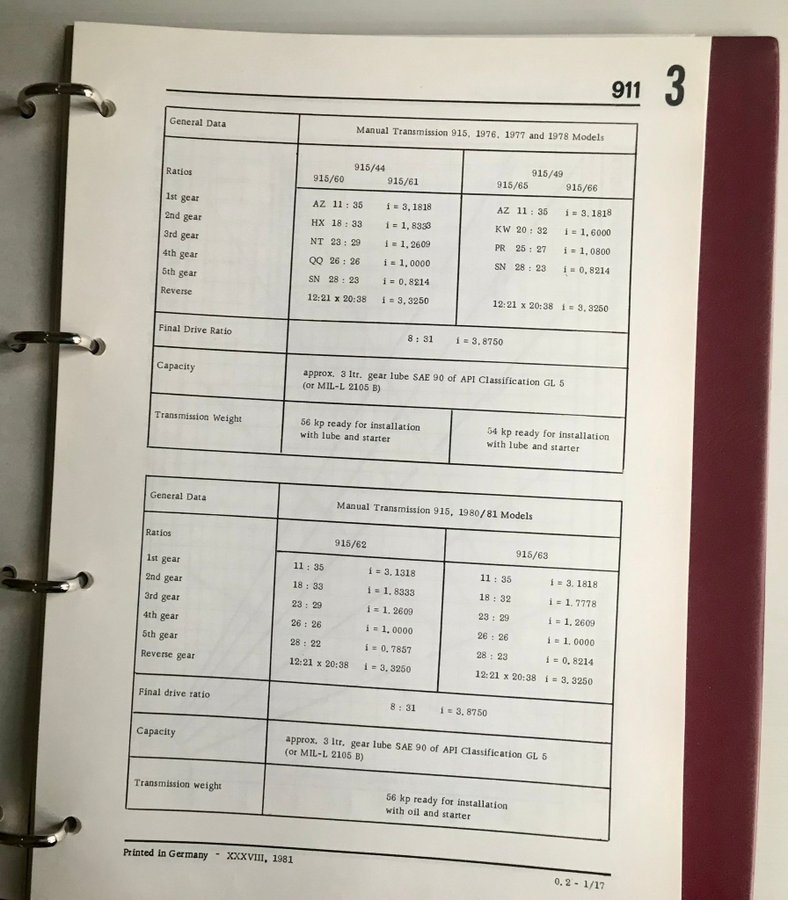 911 3
General Data Manual Transmission 915, 1976, 1977 and 1978 Models
Ratios 915/44 915/49
915/60 915/61 915/65 915/66
1st gear AZ 11 : 35 i = 3,1818 AZ 11 : 35 i = 3.1818
2nd gear HX 18 : 33 i = 1,8333 KW 20 : 32 i = 1,6000
3rd gear NT 23 : 29 i = 1,2609 PR 25 : 27 i = 1,0800
4th gear QQ 26 : 26 i = 1,0000 SN 28 : 23 i = 0,8214
5th gear SN 28 : 23 i = 0.8214
Reverse 12:21 x 20:38 i = 3,3250 12:21 x 20:38 i = 3,3250
Final Drive Ratio 8 : 31 i = 3,8750
Capacity approx. 3 ltr. gear lube SAE 90 of API Classification GL 5
(or MIL-L 2105 B)
Transmission Weight 56 kp ready for installation 54 kp ready for installation
with lube and starter with lube and starter
General Data Manual Transmission 915, 1980/81 Models
Ratios 915/62 915/63
1st gear 11 : 35 i = 3.1318 11 : 35 i = 3.1818
2nd gear 18 : 33 i = 1.8333 18 : 32 i = 1.7778
3rd gear 23 : 29 i = 1.2609 23 : 29 i = 1.2609
4th gear 26 : 26 i = 1.0000 26 : 26 i = 1.0000
5th gear 28 : 22 i = 0.7857 28 : 23 i = 0.8214
Reverse gear 12:21 x 20:38 i = 3.3250 12:21 x 20:38 i = 3.3250
Final drive ratio 8 : 31 i = 3.8750
Capacity approx. 3 ltr. gear lube SAE 90 of API Classification GL 5
(or MIL-L 2105 B)
Transmission weight 56 kp ready for installation
with oil and starter
Printed in Germany - XXXVIII, 1981
0.2 - 1/17